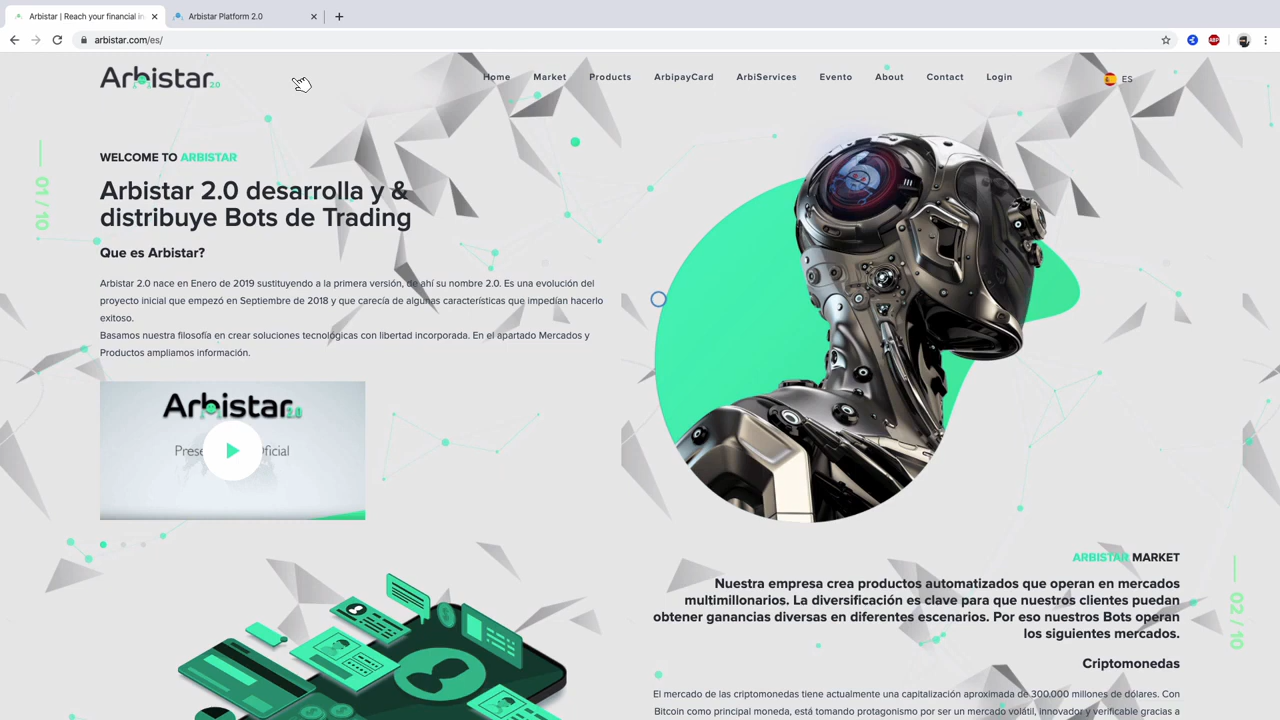 Arbistar | Reach your financial in
Arbistar Platform 2.0
arbistar.com/es/
ABP
Arbistar 2.0
Home Market Products ArbipayCard ArbiServices Evento About Contact Login ES
01 / 10
WELCOME TO ARBISTAR
Arbistar 2.0 desarrolla y &
distribuye Bots de Trading
Que es Arbistar?
Arbistar 2.0 nace en Enero de 2019 sustituyendo a la primera versión, de ahí su nombre 2.0. Es una evolución del
proyecto inicial que empezó en Septiembre de 2018 y que carecía de algunas características que impedían hacerlo
exitoso.
Basamos nuestra filosofía en crear soluciones tecnológicas con libertad incorporada. En el apartado Mercados y
Productos ampliamos información.
Arbistar 2.0
Prese ficial
ARBISTAR MARKET
Nuestra empresa crea productos automatizados que operan en mercados
multimillonarios. La diversificación es clave para que nuestros clientes puedan
obtener ganancias diversas en diferentes escenarios. Por eso nuestros Bots operan
los siguientes mercados.
02 / 10
Criptomonedas
El mercado de las criptomonedas tiene actualmente una capitalización aproximada de 300.000 millones de dólares. Con
Bitcoin como principal moneda, está tomando protagonismo por ser un mercado volátil, innovador y verificable gracias a